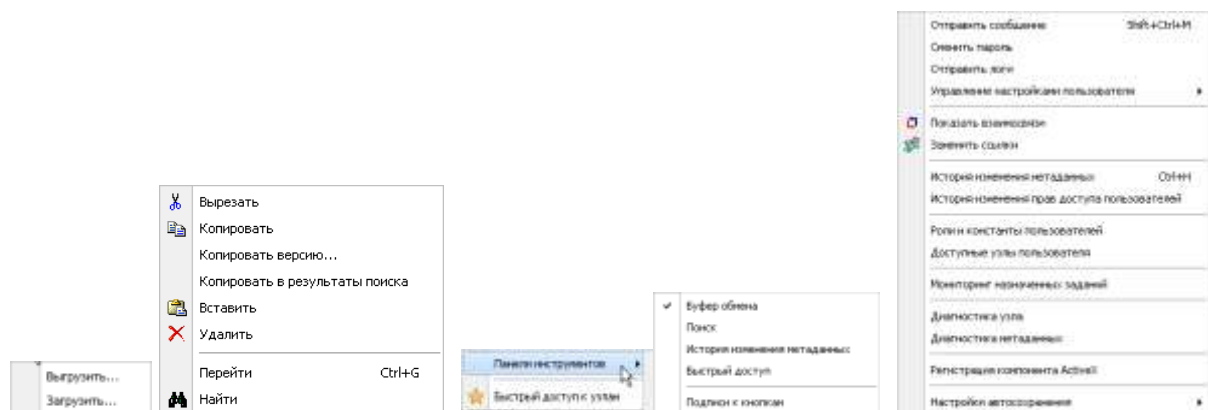 Выгрузить...
Загрузить...
Вырезать
Копировать
Копировать версию...
Копировать в результаты поиска
Вставить
Удалить
Перейти Ctrl+G
Найти
Панели инструментов
Быстрый доступ к узлам
Буфер обмена
Поиск
История изменения метаданных
Быстрый доступ
Подписи к кнопкам
Отправить сообщение Shift+Ctrl+M
Сменить пароль
Отправить логи
Управление настройками пользователя
Показать взаимосвязи
Заменить ссылки
История изменения метаданных Ctrl+H
История изменения прав доступа пользователей
Роли и константы пользователей
Доступные узлы пользователя
Мониторинг назначенных заданий
Диагностика узла
Диагностика метаданных
Регистрация компонента ActiveX
Настройки автосохранения